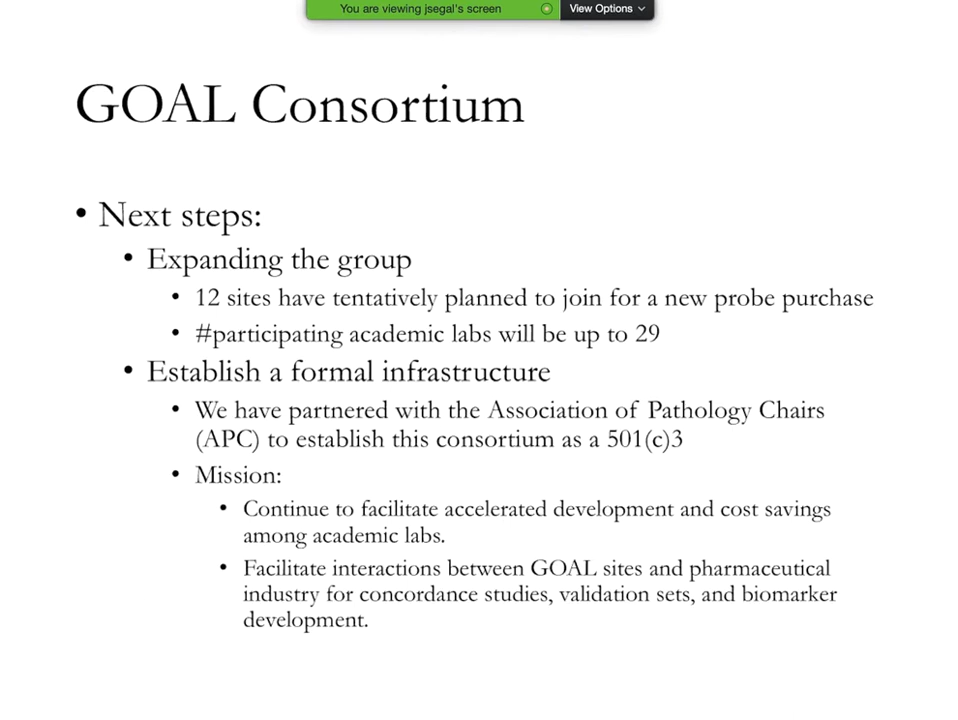 You are viewing jsegal's screen
View Options
GOAL Consortium
• Next steps:
• Expanding the group
• 12 sites have tentatively planned to join for a new probe purchase
• #participating academic labs will be up to 29
• Establish a formal infrastructure
• We have partnered with the Association of Pathology Chairs
(APC) to establish this consortium as a 501(c)3
• Mission:
• Continue to facilitate accelerated development and cost savings
among academic labs.
• Facilitate interactions between GOAL sites and pharmaceutical
industry for concordance studies, validation sets, and biomarker
development.